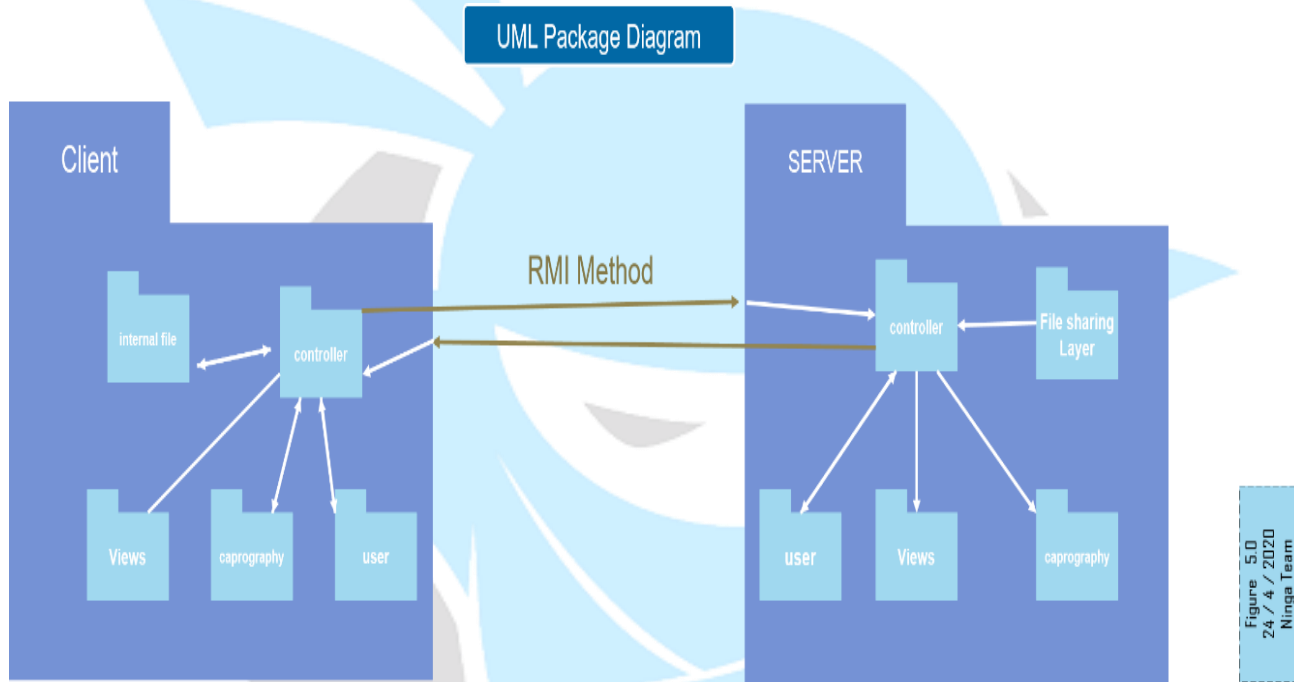 UML Package Diagram
Client
SERVER
RMI Method
internal file
controller
controller
File sharing
Layer
Views
caprography
user
user
Views
caprography
Figure 5.0
24 / 4 / 2020
Ninga Team